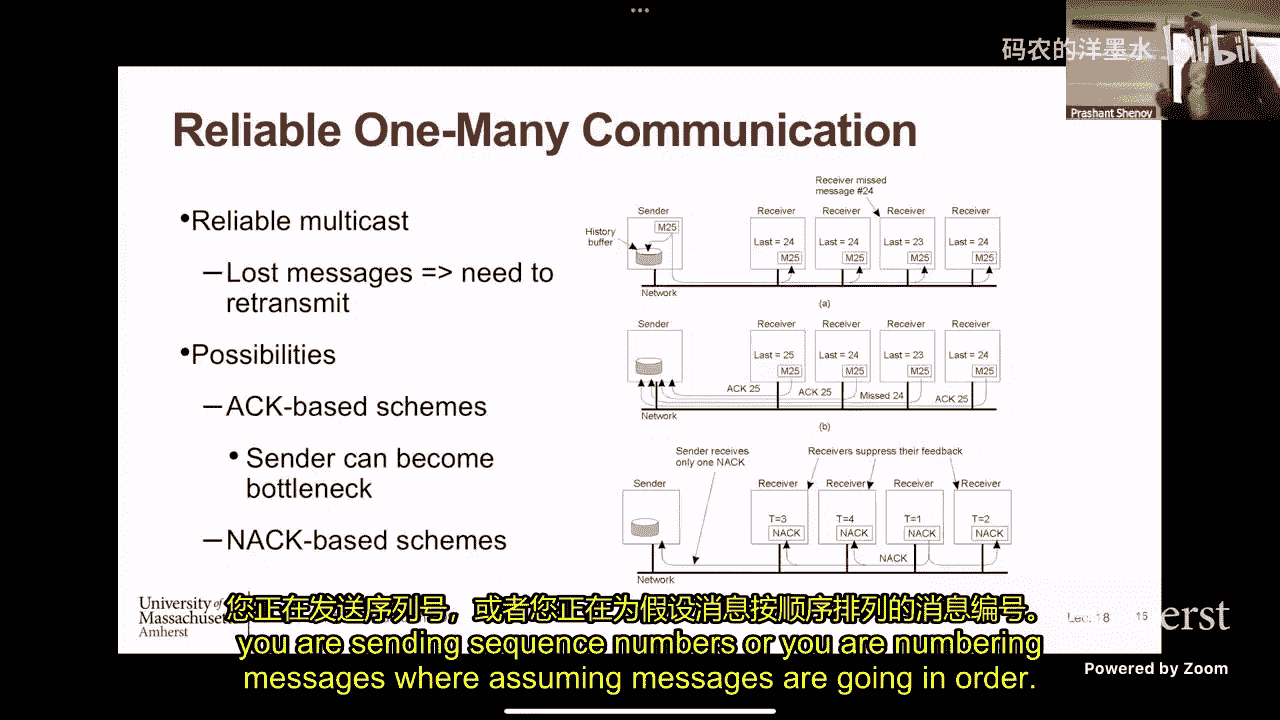 码农的洋墨水 bilibili
Prashant Shenoy
Reliable One-Many Communication
•Reliable multicast
–Lost messages => need to
retransmit
•Possibilities
–ACK-based schemes
• Sender can become
bottleneck
–NACK-based schemes
Receiver missed
message #24
Sender
Receiver
Receiver
Receiver
Receiver
History
buffer
M25
Last = 24
Last = 24
Last = 23
Last = 24
M25
M25
M25
M25
Network
(a)
Sender
Receiver
Receiver
Receiver
Receiver
Last = 25
Last = 24
Last = 23
Last = 24
M25
M25
M25
M25
ACK 25
ACK 25
Missed 24
ACK 25
Network
(b)
Sender receives
only one NACK
Receivers suppress their feedback
Sender
Receiver
Receiver
Receiver
Receiver
T=3
T=4
T=1
T=2
NACK
NACK
NACK
NACK
NACK
Network
University of
Massachuse
Amherst
Lec. 18
15
erst
您正在发送序列号，或者您正在为假设消息按顺序排列的消息编号。
you are sending sequence numbers or you are numbering
messages where assuming messages are going in order.
Powered by Zoom